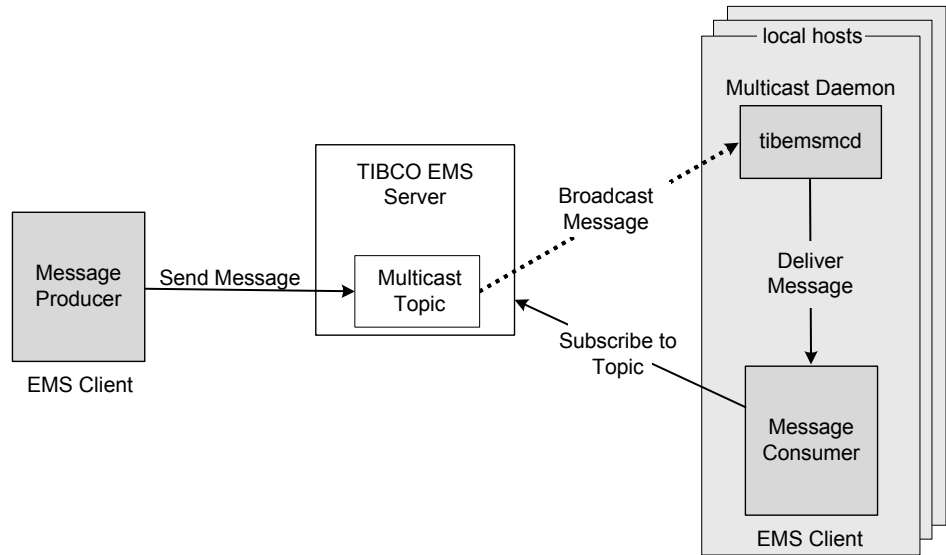 local hosts
Multicast Daemon
tibemsmcd
TIBCO EMS
Server
Broadcast
Message
Message
Producer
Send Message
Multicast
Topic
Deliver
Message
Subscribe to
Topic
EMS Client
Message
Consumer
EMS Client